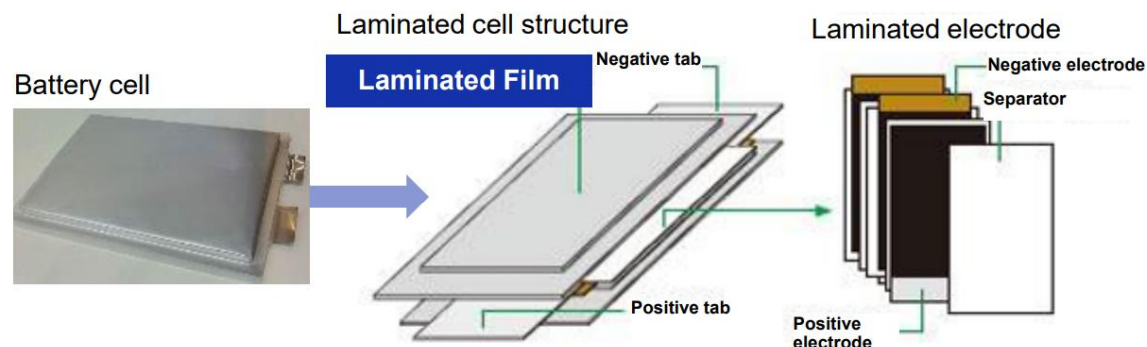 Laminated cell structure
Laminated electrode
Battery cell
Laminated Film
Negative tab
Negative electrode
Separator
Positive tab
Positive
electrode